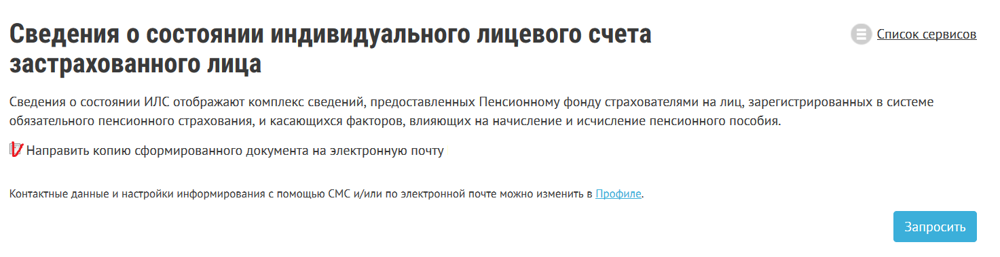 Сведения о состоянии индивидуального лицевого счета
застрахованного лица
Список сервисов
Сведения о состоянии ИЛС отображают комплекс сведений, предоставленных Пенсионному фонду страхователями на лиц, зарегистрированных в системе
обязательного пенсионного страхования, и касающихся факторов, влияющих на начисление и исчисление пенсионного пособия.
Направить копию сформированного документа на электронную почту
Контактные данные и настройки информирования с помощью СМС и/или по электронной почте можно изменить в Профиле.
Запросить